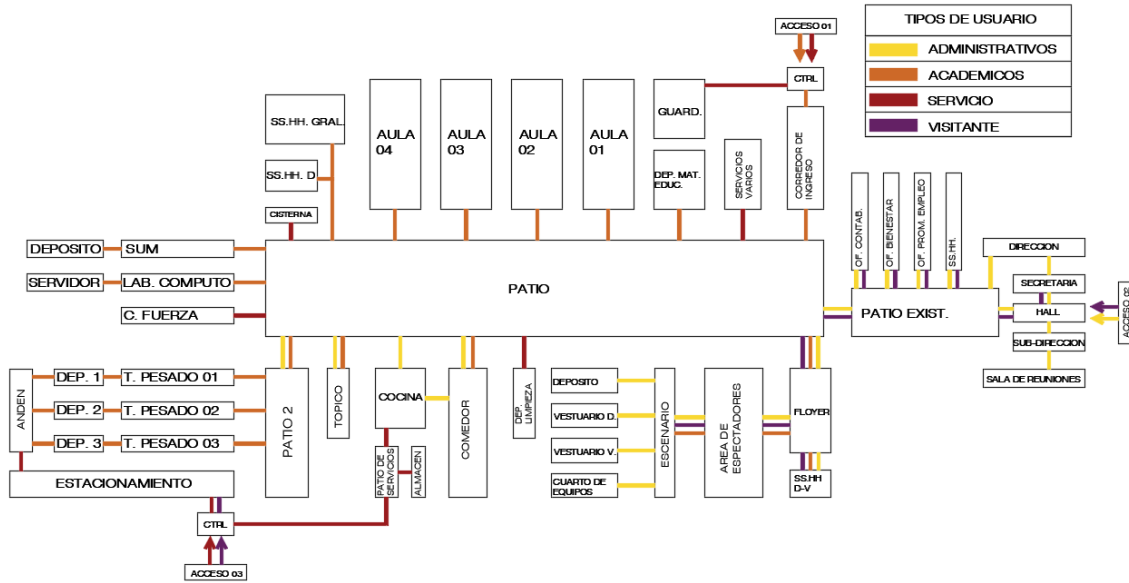 ACCESO 01
TIPOS DE USUARIO
ADMINISTRATIVOS
ACADEMICOS
SERVICIO
VISITANTE
CTRL
SS.HH. GRAL.
AULA
04
AULA
03
AULA
02
AULA
01
GUARD.
CORREDOR DE
INGRESO
SS.HH. D
DEP. MAT.
EDUC.
SERVICIOS
VARIOS
CISTERNA
OF. CONTAB.
OF. BIENESTAR
OF. PROM. EMPLEO
SS.HH.
DEPOSITO
SUM
DIRECCION
SERVIDOR
LAB. COMPUTO
PATIO
SECRETARIA
C. FUERZA
PATIO EXIST.
HALL
ACCESO 02
SUB-DIRECCION
SALA DE REUNIONES
ANDEN
DEP. 1
T. PESADO 01
DEP. 2
T. PESADO 02
DEP. 3
T. PESADO 03
PATIO 2
TOPICO
COCINA
COMEDOR
DEP.
LIMPIEZA
DEPOSITO
VESTUARIO D.
VESTUARIO V.
CUARTO DE
EQUIPOS
ESCENARIO
AREA DE
ESPECTADORES
FLOYER
SS.HH
D-V
PATIO DE
SERVICIOS
ALMACEN
ESTACIONAMIENTO
CTRL
ACCESO 03